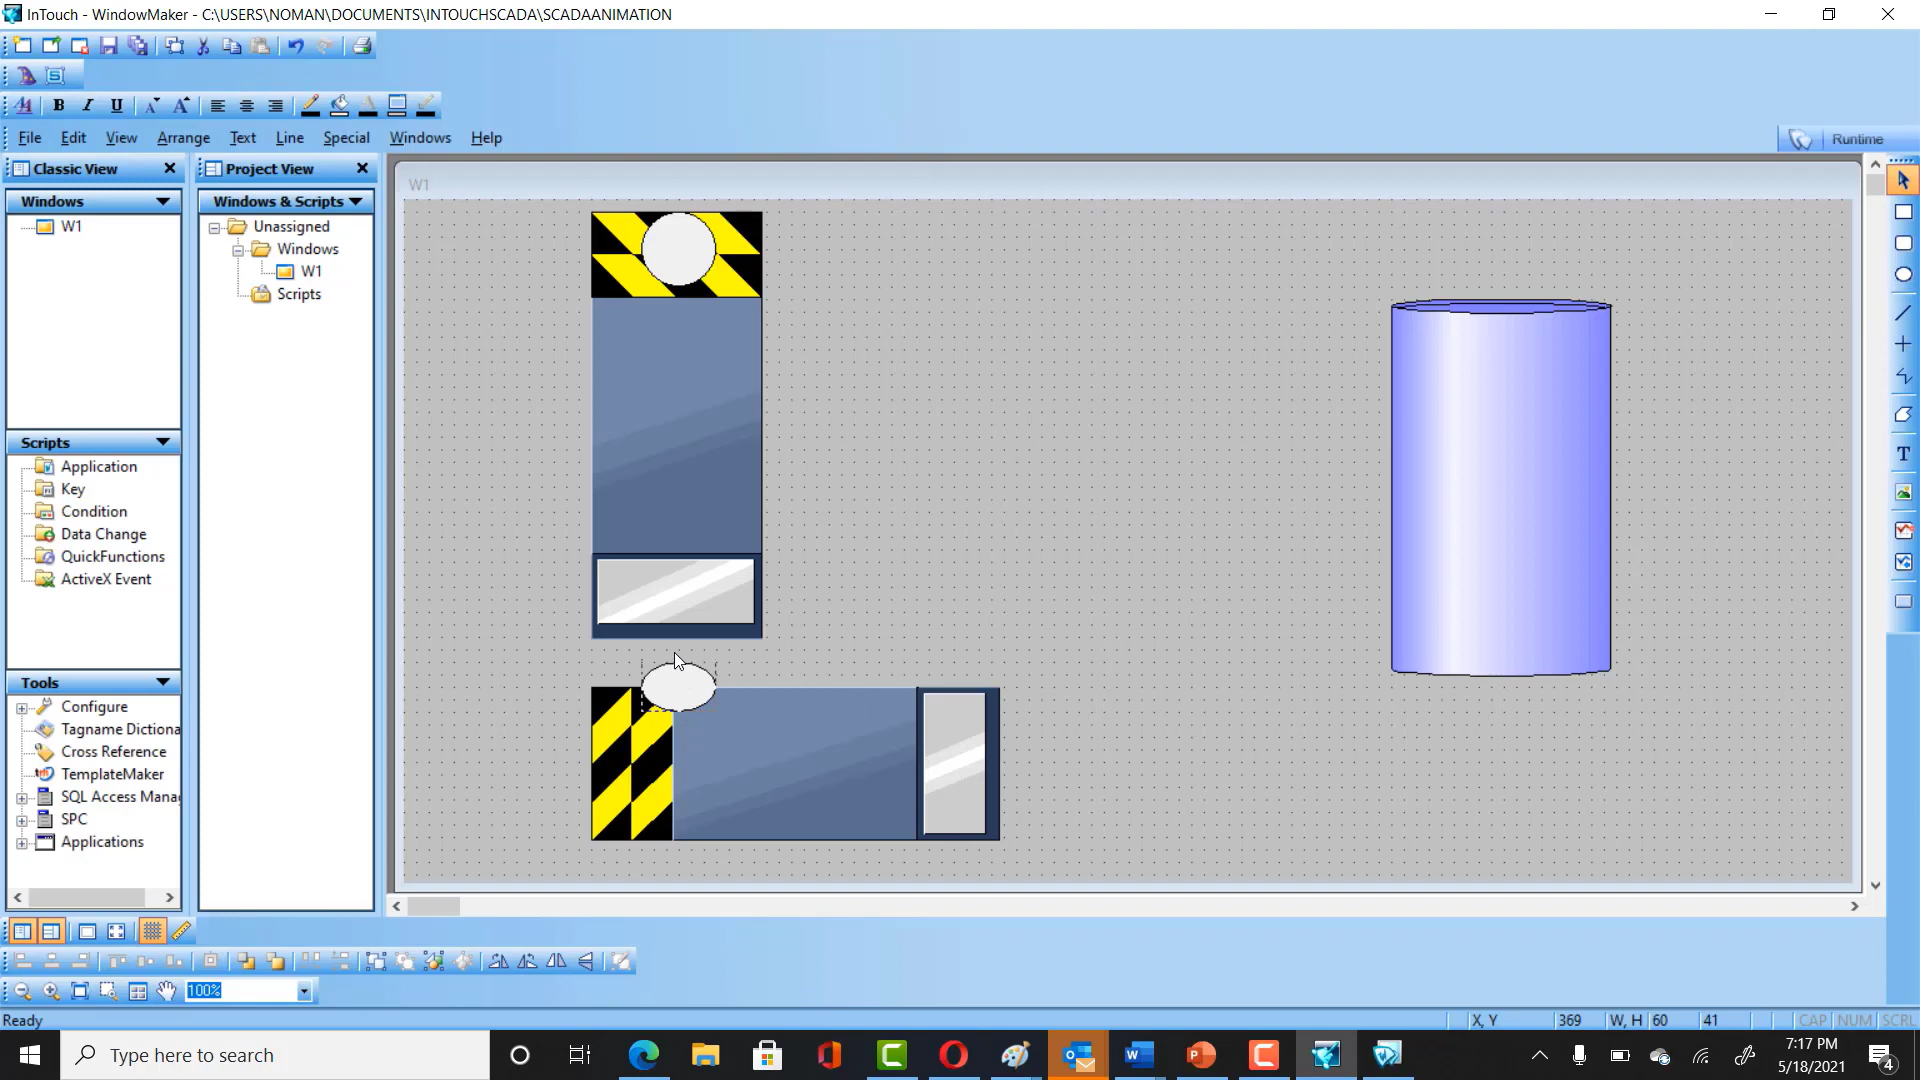 InTouch - WindowMaker - C:\USERS\NOMAN\DOCUMENTS\INTOUCHSCADA\SCADAANIMATION
File Edit View Arrange Text Line Special Windows Help
Runtime
Classic View
Project View
W1
Windows
Windows & Scripts
W1
Unassigned
Windows
W1
Scripts
Scripts
Application
Key
Condition
Data Change
QuickFunctions
ActiveX Event
Tools
Configure
Tagname Dictiona
Cross Reference
TemplateMaker
SQL Access Mana
SPC
Applications
100%
Ready
X, Y 369 W, H 60 41 CAP NUM SCRL
Type here to search
7:17 PM
5/18/2021
4